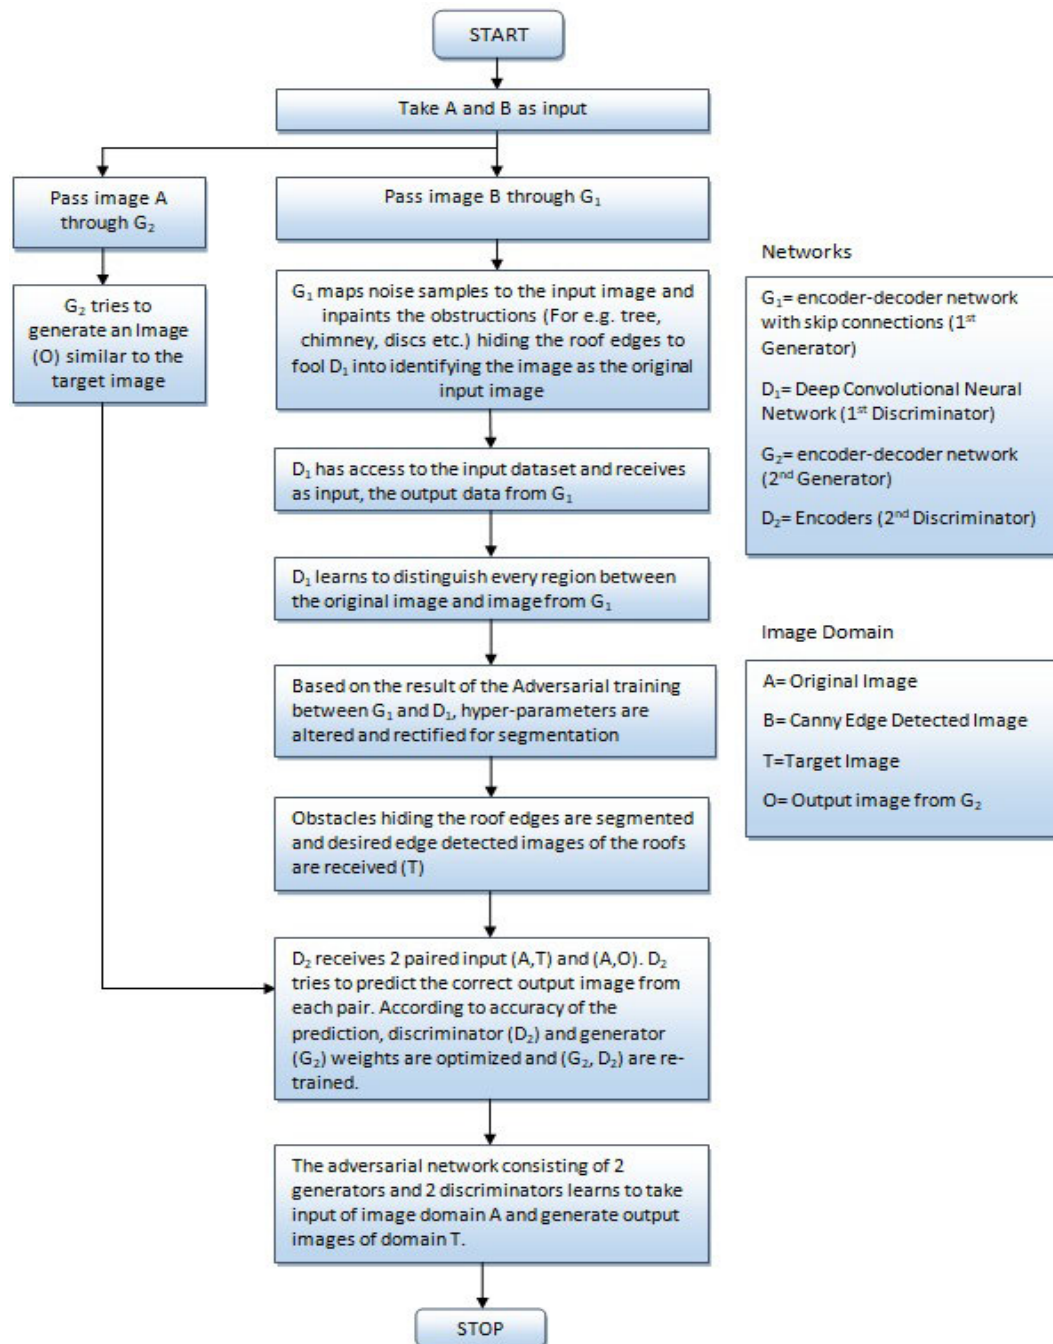 START
Take A and B as input
Pass image A
through G₂
Pass image B through G₁
G₂ tries to
generate an Image
(O) similar to the
target image
G₁ maps noise samples to the input image and
inpaints the obstructions (For e.g. tree,
chimney, discs etc.) hiding the roof edges to
fool D₁ into identifying the image as the original
input image
D₁ has access to the input dataset and receives
as input, the output data from G₁
D₁ learns to distinguish every region between
the original image and image from G₁
Based on the result of the Adversarial training
between G₁ and D₁, hyper-parameters are
altered and rectified for segmentation
Obstacles hiding the roof edges are segmented
and desired edge detected images of the roofs
are received (T)
D₂ receives 2 paired input (A,T) and (A,O). D₂
tries to predict the correct output image from
each pair. According to accuracy of the
prediction, discriminator (D₂) and generator
(G₂) weights are optimized and (G₂, D₂) are re-
trained.
The adversarial network consisting of 2
generators and 2 discriminators learns to take
input of image domain A and generate output
images of domain T.
STOP
Networks
G₁= encoder-decoder network
with skip connections (1ˢᵗ
Generator)
D₁= Deep Convolutional Neural
Network (1ˢᵗ Discriminator)
G₂= encoder-decoder network
(2ⁿᵈ Generator)
D₂= Encoders (2ⁿᵈ Discriminator)
Image Domain
A= Original Image
B= Canny Edge Detected Image
T=Target Image
O= Output image from G₂